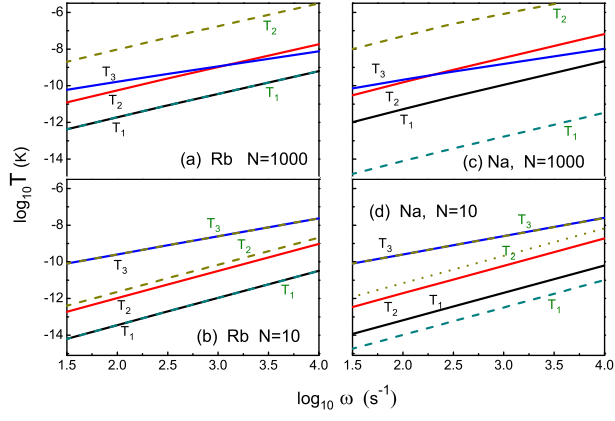 -6
-8
-10
-12
-14
T₂
T₃
T₂
T₁
T₁
(a) Rb N=1000
T₂
T₃
T₂
T₁
T₁
(c) Na, N=1000
log₁₀T (K)
-6
-8
-10
-12
-14
T₃
T₂
T₃
T₂
T₁
T₁
(b) Rb N=10
(d) Na, N=10
T₃
T₃
T₂
T₂
T₁
T₁
1.5 2.0 2.5 3.0 3.5 4.0 1.5 2.0 2.5 3.0 3.5 4.0
log₁₀ ω (s⁻¹)